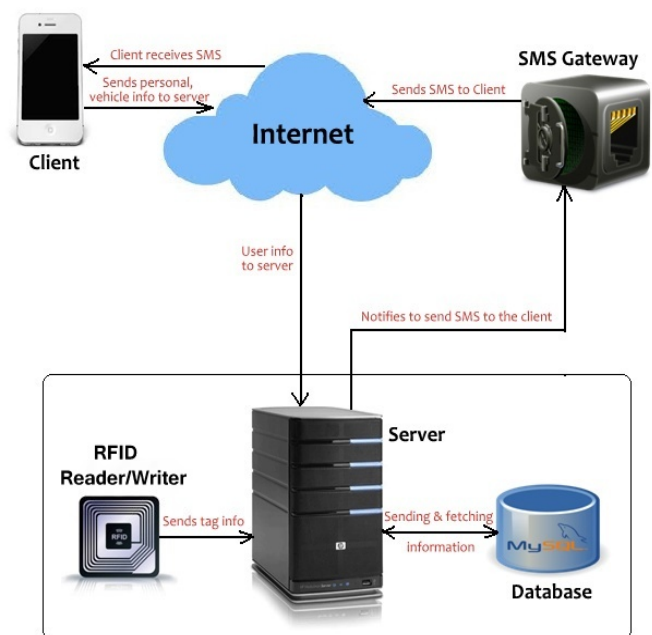 Client receives SMS
Sends personal,
vehicle info to server
Client
Internet
SMS Gateway
Sends SMS to Client
User info
to server
Notifies to send SMS to the client
Server
RFID
Reader/Writer
RFID
Sends tag info
hp
Sending & fetching
information
MySQL
Database